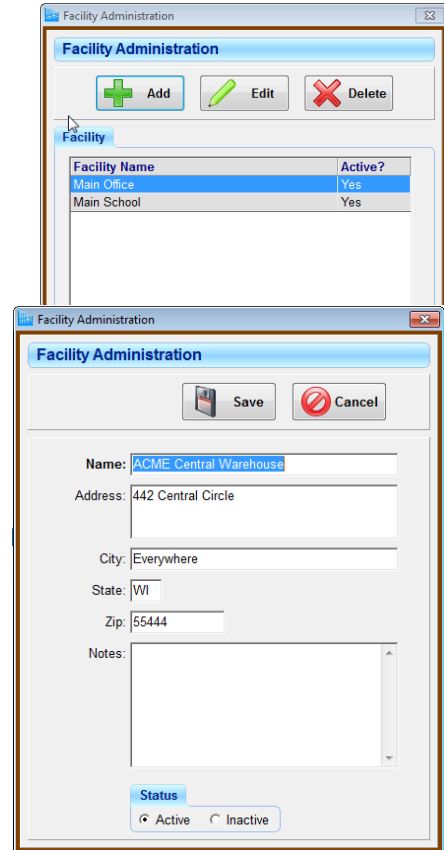 Facility Administration
Facility Administration
Add Edit Delete
Facility
Facility Name Active?
Main Office Yes
Main School Yes
Facility Administration
Facility Administration
Save Cancel
Name: ACME Central Warehouse
Address: 442 Central Circle
City: Everywhere
State: WI
Zip: 55444
Notes:
Status
Active Inactive